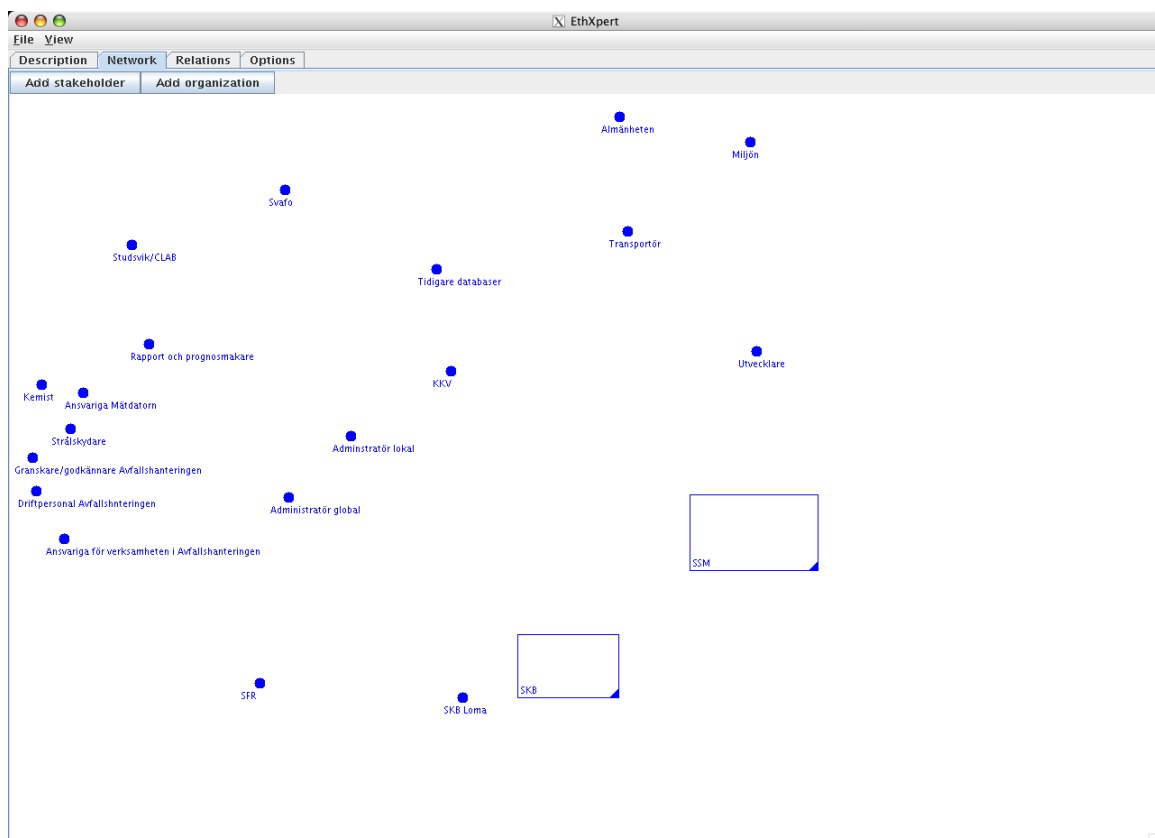 EthXpert
File View
Description Network Relations Options
Add stakeholder Add organization
Almänheten
Miljön
Svafo
Transportör
Studsvik/CLAB
Tidigare databaser
Rapport och prognosmakare
Utvecklare
KKV
Kemist
Ansvariga Mätdatorn
Strålskydare
Adminstratör lokal
Granskare/godkännare Avfallshanteringen
Driftpersonal Avfallshnteringen
Administratör global
Ansvariga för verksamheten i Avfallshanteringen
SSM
SKB
SFR
SKB Loma